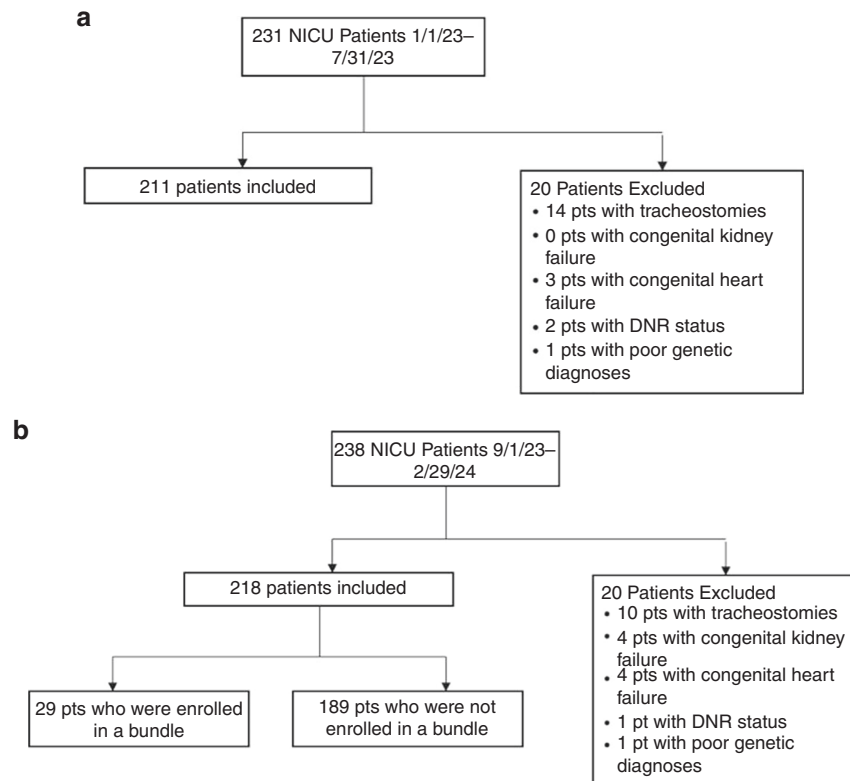 a
231 NICU Patients 1/1/23–
7/31/23
211 patients included
20 Patients Excluded
• 14 pts with tracheostomies
• 0 pts with congenital kidney
failure
• 3 pts with congenital heart
failure
• 2 pts with DNR status
• 1 pts with poor genetic
diagnoses
b
238 NICU Patients 9/1/23–
2/29/24
218 patients included
20 Patients Excluded
• 10 pts with tracheostomies
• 4 pts with congenital kidney
failure
• 4 pts with congenital heart
failure
• 1 pt with DNR status
• 1 pt with poor genetic
diagnoses
29 pts who were enrolled
in a bundle
189 pts who were not
enrolled in a bundle